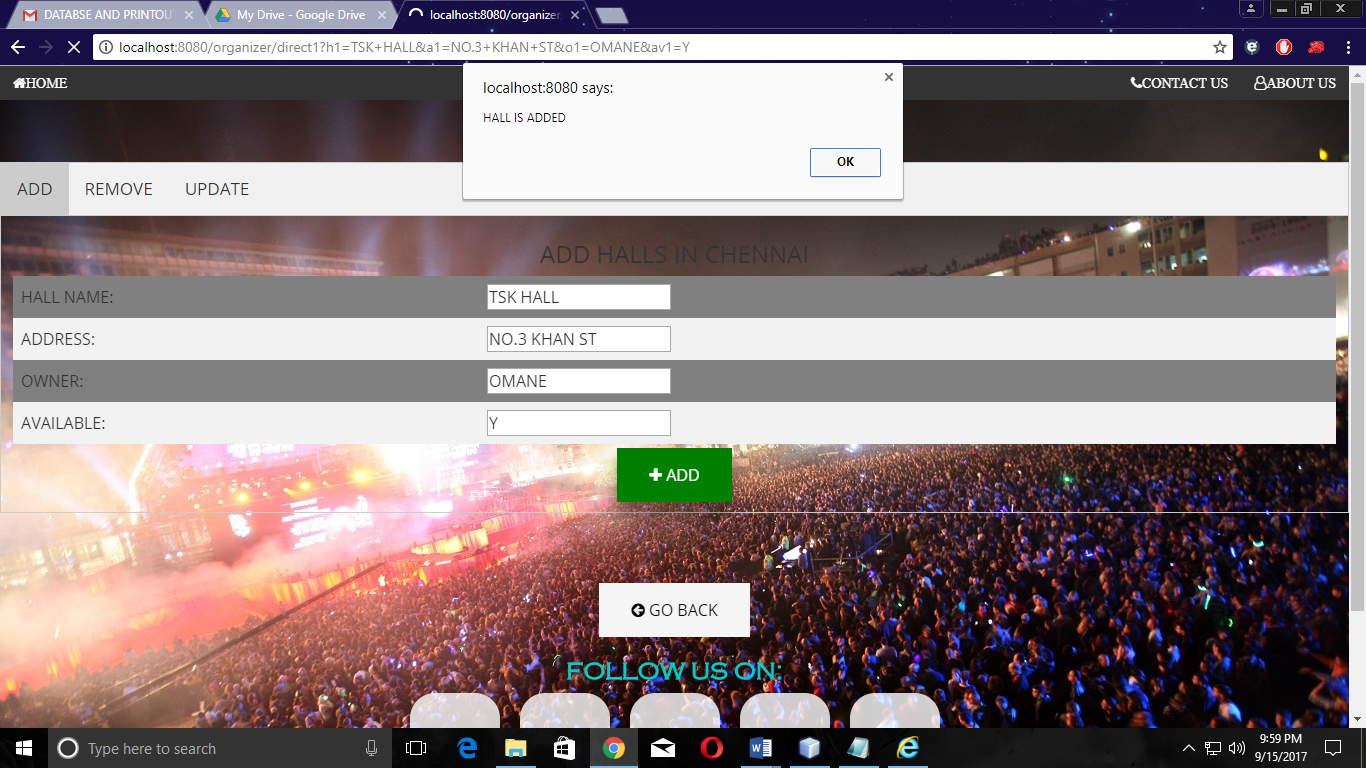 DATABSE AND PRINTOUT
My Drive - Google Drive
localhost:8080/organizer
localhost:8080/organizer/direct1?h1=TSK+HALL&a1=NO.3+KHAN+ST&o1=OMANE&av1=Y
HOME
CONTACT US
ABOUT US
localhost:8080 says:
HALL IS ADDED
OK
ADD
REMOVE
UPDATE
ADD HALLS IN CHENNAI
HALL NAME:
TSK HALL
ADDRESS:
NO.3 KHAN ST
OWNER:
OMANE
AVAILABLE:
Y
ADD
GO BACK
FOLLOW US ON:
Type here to search
9:59 PM
9/15/2017